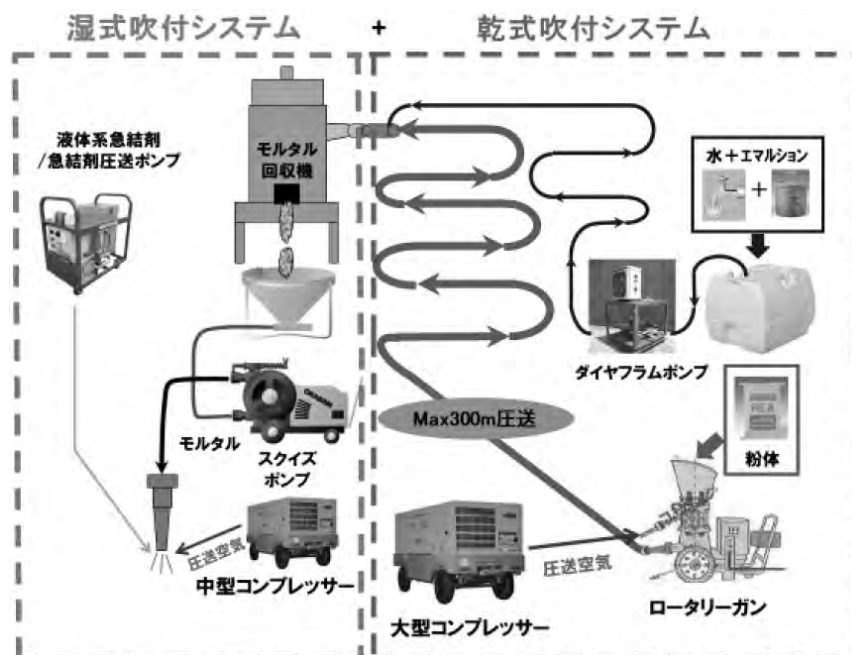 湿式吹付システム + 乾式吹付システム
液体系急結剤
/急結剤圧送ポンプ
モルタル
回収機
水+エマルション
+
ダイヤフラムポンプ
粉体
Max300m圧送
モルタル
スクイズ
ポンプ
圧送空気
中型コンプレッサー
圧送空気
大型コンプレッサー
ロータリーガン